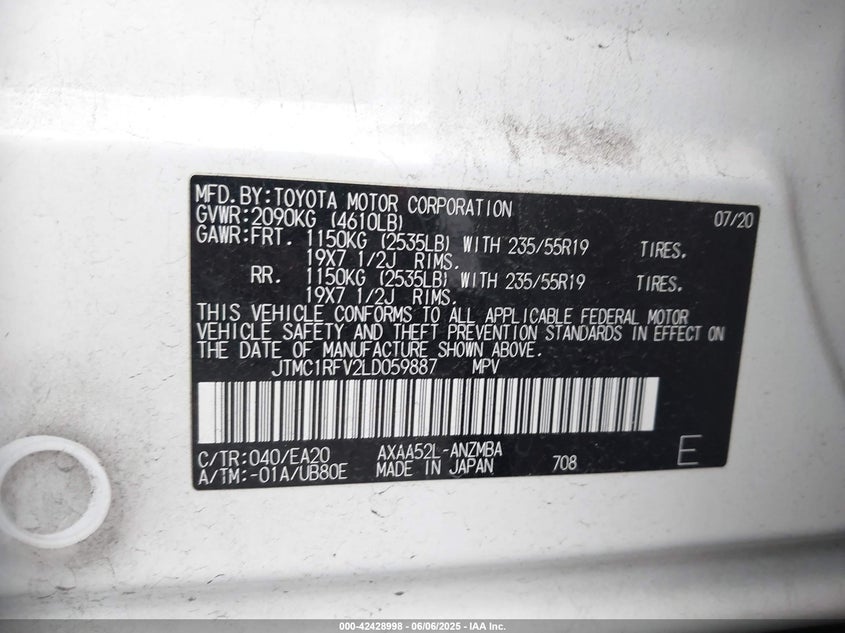 MFD.BY:TOYOTA MOTOR CORPORATION 07/20
GVWR:2090KG (4610LB)
GAWR:FRT. 1150KG (2535LB) WITH 235/55R19 TIRES.
19X7 1/2J RIMS.
RR. 1150KG (2535LB) WITH 235/55R19 TIRES.
19X7 1/2J RIMS.
THIS VEHICLE CONFORMS TO ALL APPLICABLE FEDERAL MOTOR
VEHICLE SAFETY AND THEFT PREVENTION STANDARDS IN EFFECT ON
THE DATE OF MANUFACTURE SHOWN ABOVE.
JTMC1RFV2LD059887 MPV
C/TR:040/EA20 AXAA52L-ANZMBA
A/TM:-01A/UB80E MADE IN JAPAN 708 E
000-42428998 - 06/06/2025 - IAA Inc.